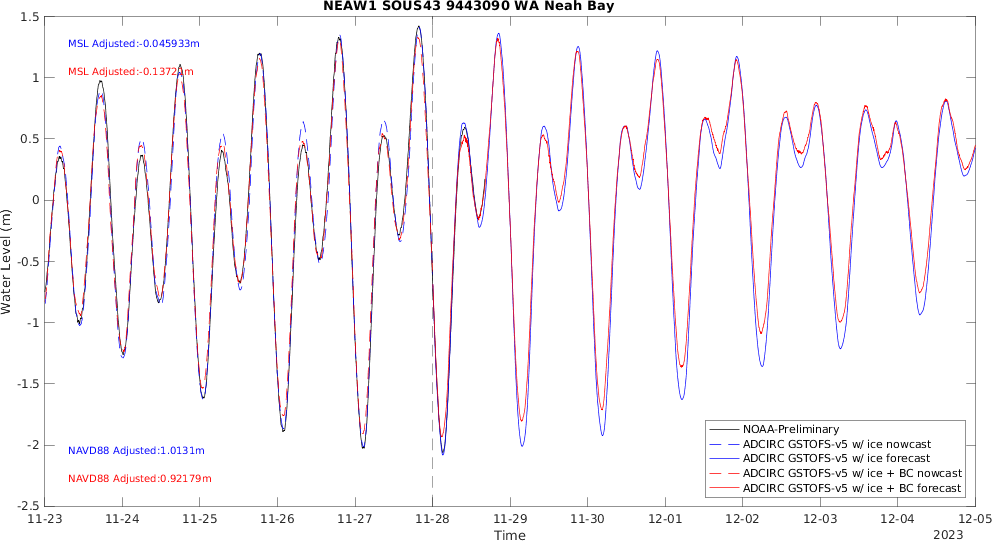 NEAW1 SOUS43 9443090 WA Neah Bay
MSL Adjusted:-0.045933m
MSL Adjusted:-0.1372 m
NAVD88 Adjusted:1.0131m
NAVD88 Adjusted:0.92179m
Water Level (m)
1.5
1
0.5
0
-0.5
-1
-1.5
-2
-2.5
NOAA-Preliminary
ADCIRC GSTOFS-v5 w/ ice nowcast
ADCIRC GSTOFS-v5 w/ ice forecast
ADCIRC GSTOFS-v5 w/ ice + BC nowcast
ADCIRC GSTOFS-v5 w/ ice + BC forecast
11-23 11-24 11-25 11-26 11-27 11-28 11-29 11-30 12-01 12-02 12-03 12-04 12-05
Time
2023